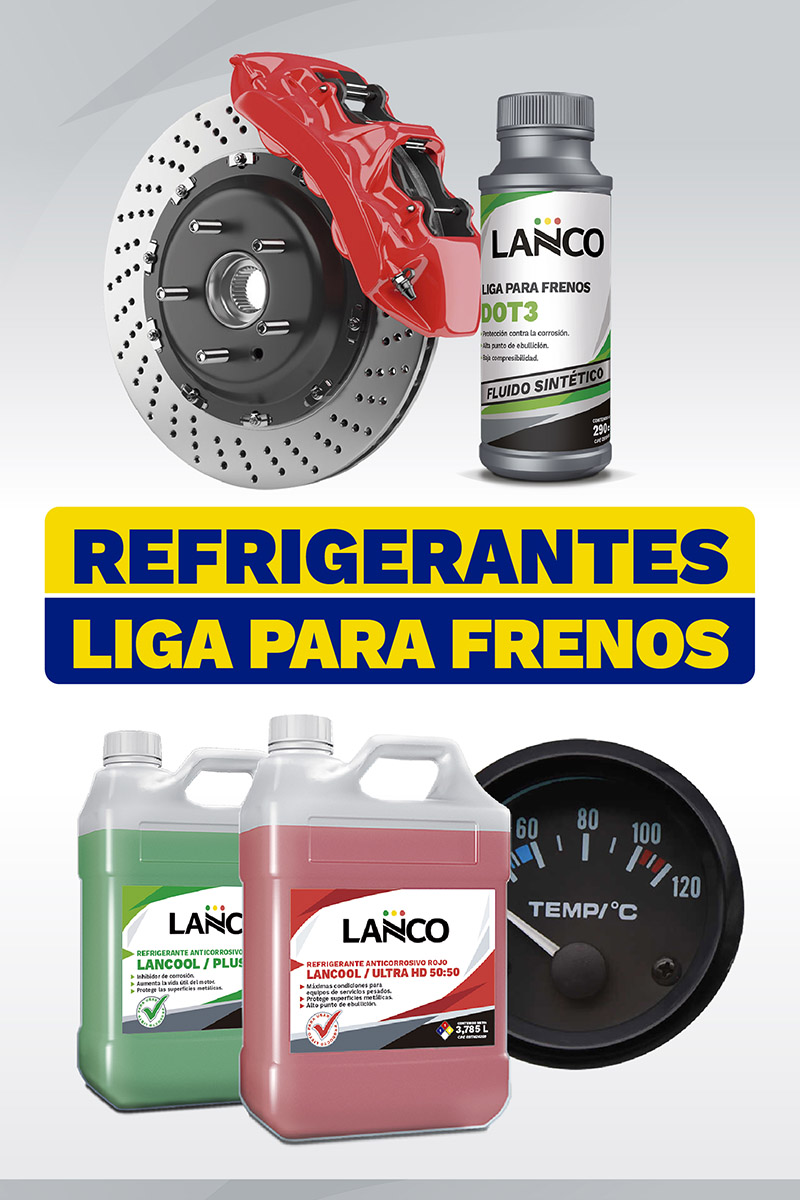 LANCO
LIGA PARA FRENOS
DOT3
Protección contra la corrosión.
Alto punto de ebullición.
Baja compresibilidad.
FLUIDO SINTÉTICO
290
REFRIGERANTES
LIGA PARA FRENOS
LANCO
REFRIGERANTE ANTICORROSIVO
LANCOOL / PLUS
Inhibidor de corrosión.
Aumenta la vida útil del motor.
Protege las superficies metálicas.
LANCO
REFRIGERANTE ANTICORROSIVO ROJO
LANCOOL / ULTRA HD 50:50
Máximas condiciones para
equipos de servicios pesados.
Protege superficies metálicas.
Alto punto de ebullición.
CONTENIDO NETO
3,785 L
60 80 100 120
TEMP/°C